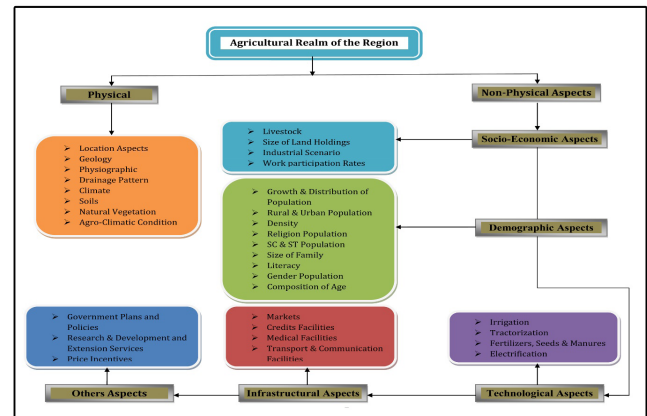 Agricultural Realm of the Region
Physical
Non-Physical Aspects
➢ Location Aspects
➢ Geology
➢ Physiographic
➢ Drainage Pattern
➢ Climate
➢ Soils
➢ Natural Vegetation
➢ Agro-Climatic Condition
➢ Livestock
➢ Size of Land Holdings
➢ Industrial Scenario
➢ Work participation Rates
Socio-Economic Aspects
➢ Growth & Distribution of
Population
➢ Rural & Urban Population
➢ Density
➢ Religion Population
➢ SC & ST Population
➢ Size of Family
➢ Literacy
➢ Gender Population
➢ Composition of Age
Demographic Aspects
➢ Government Plans and
Policies
➢ Research & Development and
Extension Services
➢ Price Incentives
➢ Markets
➢ Credits Facilities
➢ Medical Facilities
➢ Transport & Communication
Facilities
➢ Irrigation
➢ Tractorization
➢ Fertilizers, Seeds & Manures
➢ Electrification
Others Aspects
Infrastructural Aspects
Technological Aspects